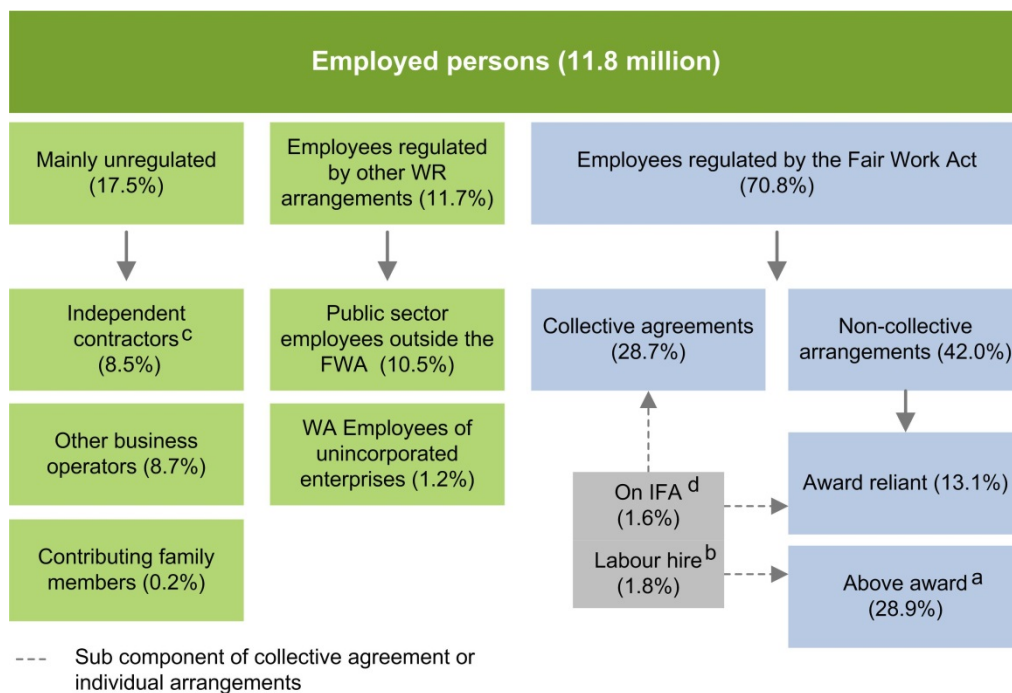 Employed persons (11.8 million)
Mainly unregulated
(17.5%)
Employees regulated
by other WR
arrangements (11.7%)
Employees regulated by the Fair Work Act
(70.8%)
Independent
contractors c
(8.5%)
Other business
operators (8.7%)
Contributing family
members (0.2%)
Public sector
employees outside the
FWA (10.5%)
WA Employees of
unincorporated
enterprises (1.2%)
Collective agreements
(28.7%)
Non-collective
arrangements (42.0%)
On IFA d
(1.6%)
Labour hire b
(1.8%)
Award reliant (13.1%)
Above award a
(28.9%)
Sub component of collective agreement or
individual arrangements